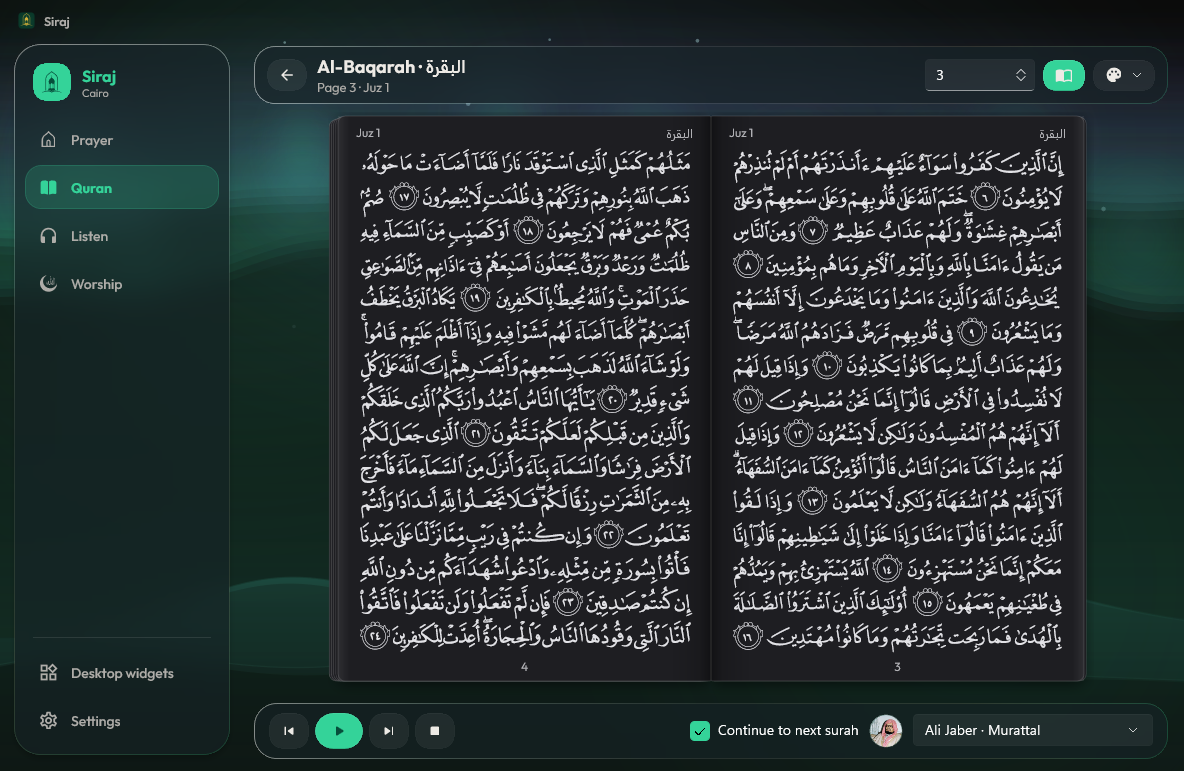 Siraj
Siraj
Cairo
Prayer
Quran
Listen
Worship
Desktop widgets
Settings
Al-Baqarah · البقرة
Page 3 · Juz 1
3
Juz 1
البقرة
إِنَّ ٱلَّذِينَ كَفَرُوا۟ سَوَآءٌ عَلَيْهِمْ ءَأَنذَرْتَهُمْ أَمْ لَمْ تُنذِرْهُمْ
لَا يُؤْمِنُونَ ٦ خَتَمَ ٱللَّهُ عَلَىٰ قُلُوبِهِمْ وَعَلَىٰ سَمْعِهِمْ ۖ وَعَلَىٰٓ
أَبْصَـٰرِهِمْ غِشَـٰوَةٌ ۖ وَلَهُمْ عَذَابٌ عَظِيمٌ ٧ وَمِنَ ٱلنَّاسِ
مَن يَقُولُ ءَامَنَّا بِٱللَّهِ وَبِٱلْيَوْمِ ٱلْـَٔاخِرِ وَمَا هُم بِمُؤْمِنِينَ ٨
يُخَـٰدِعُونَ ٱللَّهَ وَٱلَّذِينَ ءَامَنُوا۟ وَمَا يَخْدَعُونَ إِلَّآ أَنفُسَهُمْ
وَمَا يَشْعُرُونَ ٩ فِى قُلُوبِهِم مَّرَضٌ فَزَادَهُمُ ٱللَّهُ مَرَضًا ۖ
وَلَهُمْ عَذَابٌ أَلِيمٌۢ بِمَا كَانُوا۟ يَكْذِبُونَ ١٠ وَإِذَا قِيلَ لَهُمْ
لَا تُفْسِدُوا۟ فِى ٱلْأَرْضِ قَالُوٓا۟ إِنَّمَا نَحْنُ مُصْلِحُونَ ١١
أَلَآ إِنَّهُمْ هُمُ ٱلْمُفْسِدُونَ وَلَـٰكِن لَّا يَشْعُرُونَ ١٢ وَإِذَا قِيلَ
لَهُمْ ءَامِنُوا۟ كَمَآ ءَامَنَ ٱلنَّاسُ قَالُوٓا۟ أَنُؤْمِنُ كَمَآ ءَامَنَ ٱلسُّفَهَآءُ ۗ
أَلَآ إِنَّهُمْ هُمُ ٱلسُّفَهَآءُ وَلَـٰكِن لَّا يَعْلَمُونَ ١٣ وَإِذَا لَقُوا۟
ٱلَّذِينَ ءَامَنُوا۟ قَالُوٓا۟ ءَامَنَّا وَإِذَا خَلَوْا۟ إِلَىٰ شَيَـٰطِينِهِمْ قَالُوٓا۟ إِنَّا
مَعَكُمْ إِنَّمَا نَحْنُ مُسْتَهْزِءُونَ ١٤ ٱللَّهُ يَسْتَهْزِئُ بِهِمْ وَيَمُدُّهُمْ
فِى طُغْيَـٰنِهِمْ يَعْمَهُونَ ١٥ أُو۟لَـٰٓئِكَ ٱلَّذِينَ ٱشْتَرَوُا۟ ٱلضَّلَـٰلَةَ
بِٱلْهُدَىٰ فَمَا رَبِحَت تِّجَـٰرَتُهُمْ وَمَا كَانُوا۟ مُهْتَدِينَ ١٦
3
Juz 1
البقرة
مَثَلُهُمْ كَمَثَلِ ٱلَّذِى ٱسْتَوْقَدَ نَارًا فَلَمَّآ أَضَآءَتْ مَا حَوْلَهُۥ
ذَهَبَ ٱللَّهُ بِنُورِهِمْ وَتَرَكَهُمْ فِى ظُلُمَـٰتٍ لَّا يُبْصِرُونَ ١٧ صُمٌّۢ
بُكْمٌ عُمْىٌ فَهُمْ لَا يَرْجِعُونَ ١٨ أَوْ كَصَيِّبٍ مِّنَ ٱلسَّمَآءِ فِيهِ
ظُلُمَـٰتٌ وَرَعْدٌ وَبَرْقٌ يَجْعَلُونَ أَصَـٰبِعَهُمْ فِىٓ ءَاذَانِهِم مِّنَ ٱلصَّوَٰعِقِ
حَذَرَ ٱلْمَوْتِ ۚ وَٱللَّهُ مُحِيطٌۢ بِٱلْكَـٰفِرِينَ ١٩ يَكَادُ ٱلْبَرْقُ يَخْطَفُ
أَبْصَـٰرَهُمْ ۖ كُلَّمَآ أَضَآءَ لَهُم مَّشَوْا۟ فِيهِ وَإِذَآ أَظْلَمَ عَلَيْهِمْ قَامُوا۟ ۚ
وَلَوْ شَآءَ ٱللَّهُ لَذَهَبَ بِسَمْعِهِمْ وَأَبْصَـٰرِهِمْ ۚ إِنَّ ٱللَّهَ عَلَىٰ كُلِّ
شَىْءٍ قَدِيرٌ ٢٠ يَـٰٓأَيُّهَا ٱلنَّاسُ ٱعْبُدُوا۟ رَبَّكُمُ ٱلَّذِى خَلَقَكُمْ
وَٱلَّذِينَ مِن قَبْلِكُمْ لَعَلَّكُمْ تَتَّقُونَ ٢١ ٱلَّذِى جَعَلَ لَكُمُ
ٱلْأَرْضَ فِرَٰشًا وَٱلسَّمَآءَ بِنَآءً وَأَنزَلَ مِنَ ٱلسَّمَآءِ مَآءً فَأَخْرَجَ
بِهِۦ مِنَ ٱلثَّمَرَٰتِ رِزْقًا لَّكُمْ ۖ فَلَا تَجْعَلُوا۟ لِلَّهِ أَندَادًا وَأَنتُمْ
تَعْلَمُونَ ٢٢ وَإِن كُنتُمْ فِى رَيْبٍ مِّمَّا نَزَّلْنَا عَلَىٰ عَبْدِنَا
فَأْتُوا۟ بِسُورَةٍ مِّن مِّثْلِهِۦ وَٱدْعُوا۟ شُهَدَآءَكُم مِّن دُونِ ٱللَّهِ
إِن كُنتُمْ صَـٰدِقِينَ ٢٣ فَإِن لَّمْ تَفْعَلُوا۟ وَلَن تَفْعَلُوا۟ فَٱتَّقُوا۟
ٱلنَّارَ ٱلَّتِى وَقُودُهَا ٱلنَّاسُ وَٱلْحِجَارَةُ ۖ أُعِدَّتْ لِلْكَـٰفِرِينَ ٢٤
4
Continue to next surah
Ali Jaber · Murattal